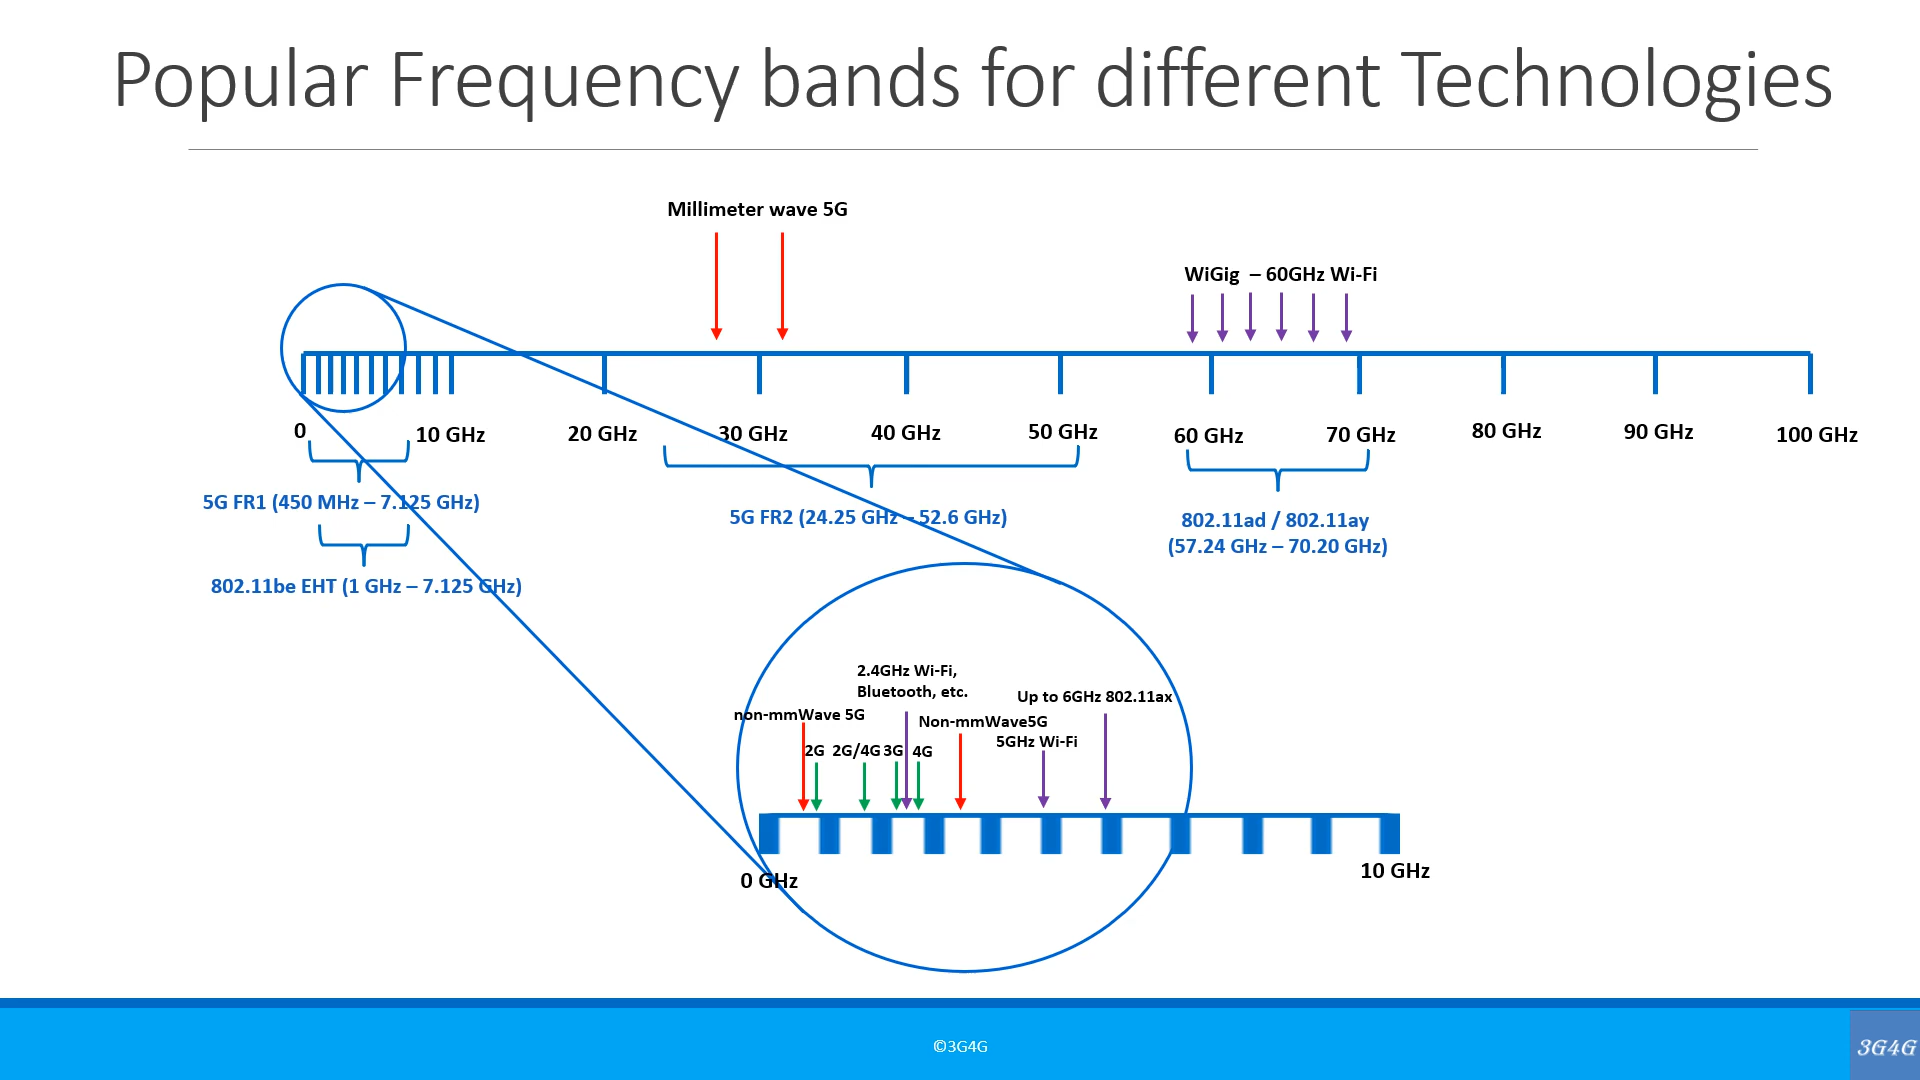 Popular Frequency bands for different Technologies
Millimeter wave 5G
WiGig – 60GHz Wi-Fi
0
10 GHz
20 GHz
30 GHz
40 GHz
50 GHz
60 GHz
70 GHz
80 GHz
90 GHz
100 GHz
5G FR1 (450 MHz – 7.125 GHz)
5G FR2 (24.25 GHz – 52.6 GHz)
802.11ad / 802.11ay
(57.24 GHz – 70.20 GHz)
802.11be EHT (1 GHz – 7.125 GHz)
2.4GHz Wi-Fi,
Bluetooth, etc.
Up to 6GHz 802.11ax
non-mmWave 5G
Non-mmWave5G
5GHz Wi-Fi
2G
2G/4G
3G
4G
0 GHz
10 GHz
©3G4G
3G4G